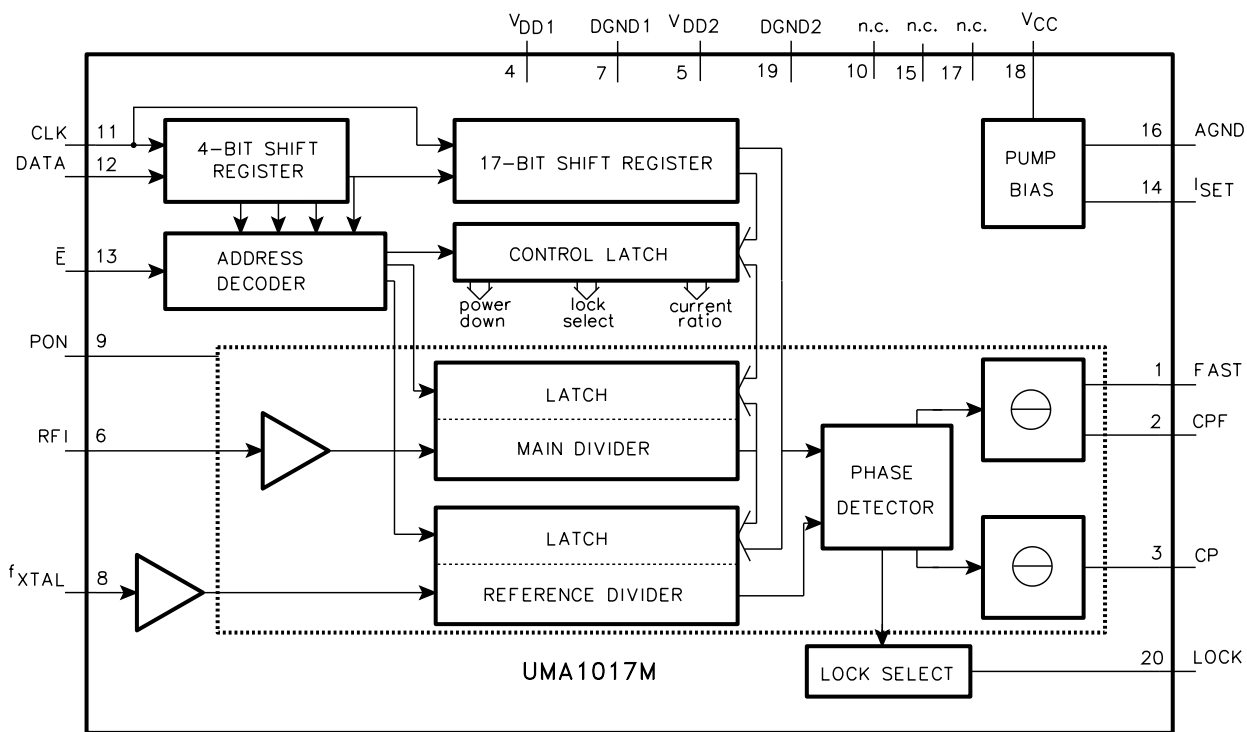 VDD1 DGND1 VDD2 DGND2 n.c. n.c. n.c. VCC
4 7 5 19 10 15 17 18
CLK 11
DATA 12
4-BIT SHIFT
REGISTER
17-BIT SHIFT REGISTER
PUMP
BIAS
16 AGND
14 ISET
Ē 13
ADDRESS
DECODER
CONTROL LATCH
power
down
lock
select
current
ratio
PON 9
LATCH
MAIN DIVIDER
1 FAST
2 CPF
RFI 6
PHASE
DETECTOR
LATCH
REFERENCE DIVIDER
3 CP
fXTAL 8
UMA1017M
LOCK SELECT
20 LOCK